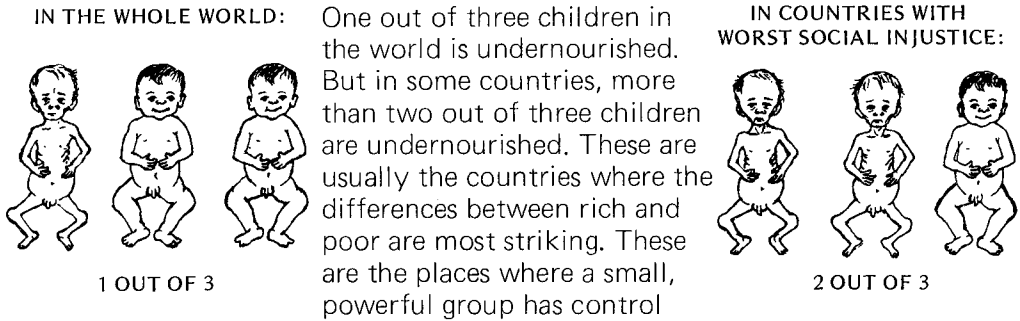 IN THE WHOLE WORLD:
1 OUT OF 3
One out of three children in
the world is undernourished.
But in some countries, more
than two out of three children
are undernourished. These are
usually the countries where the
differences between rich and
poor are most striking. These
are the places where a small,
powerful group has control
IN COUNTRIES WITH
WORST SOCIAL INJUSTICE:
2 OUT OF 3